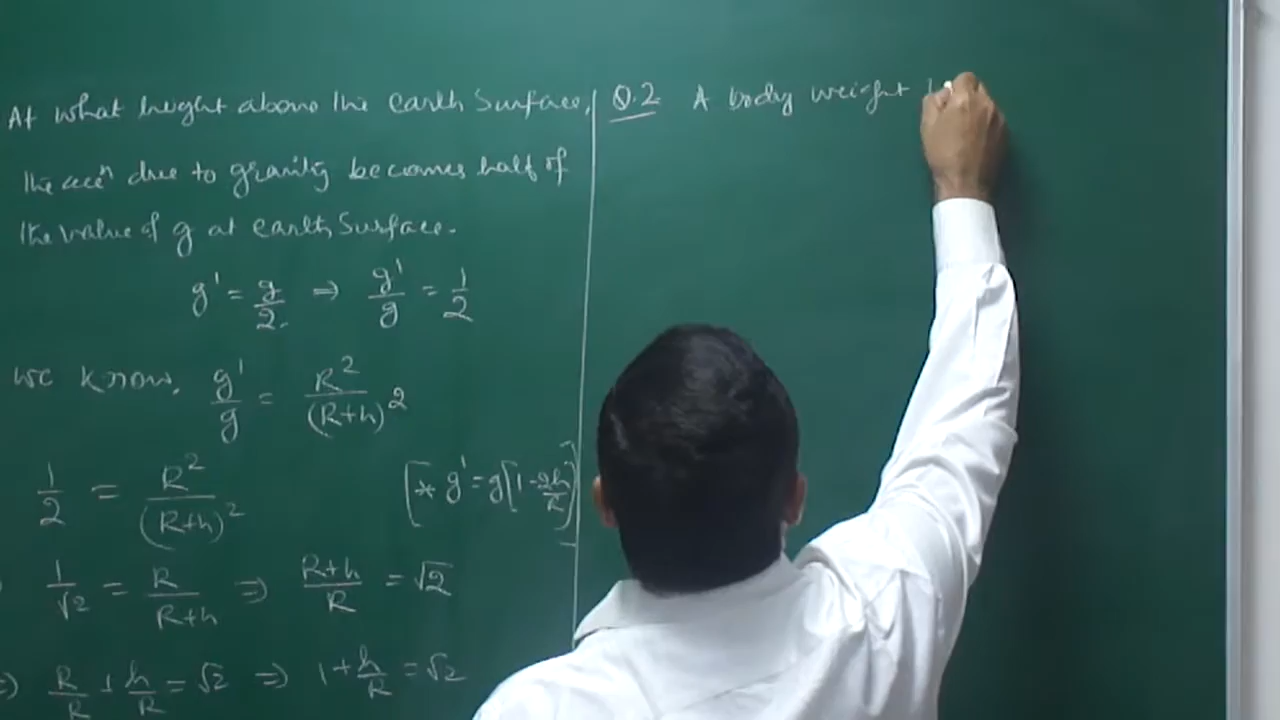 At what height above the earth Surface,
the accn due to gravity becomes half of
the value of g at earth Surface.
g' = g/2. ⇒ g'/g = 1/2
we know, g'/g = R²/(R+h)²
1/2 = R²/(R+h)² [* g' = g[1-2h/R]]
1/√2 = R/R+h ⇒ R+h/R = √2
⇒ R/R + h/R = √2 ⇒ 1+h/R = √2
Q.2 A body weight